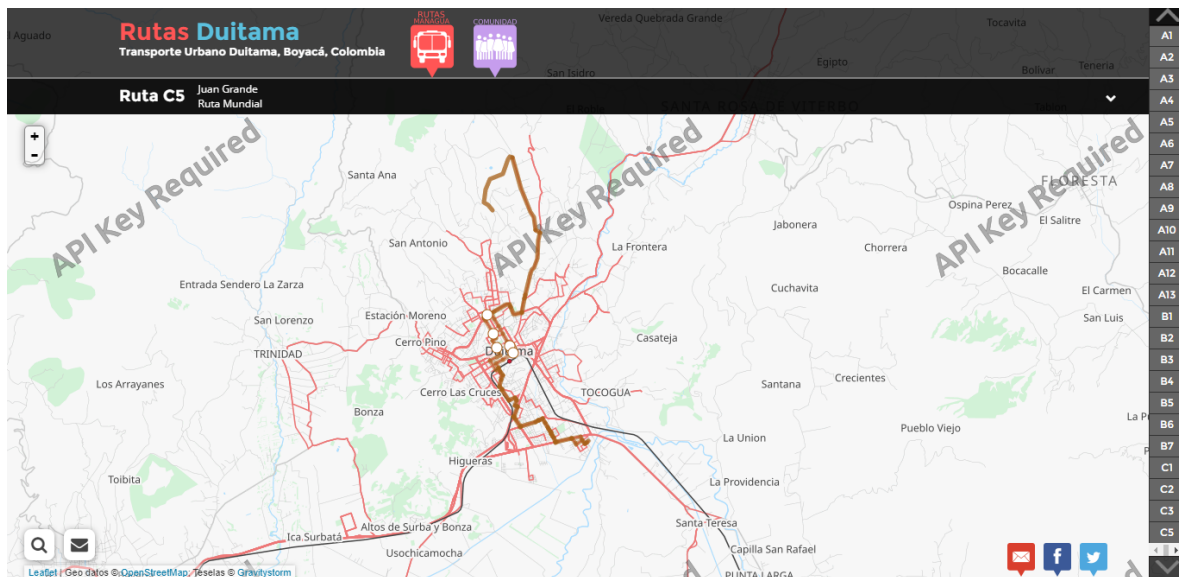 Rutas Duitama
Transporte Urbano Duitama, Boyacá, Colombia
RUTAS
MANAGUA
COMUNIDAD
Vereda Quebrada Grande
Tocavita
El Aguado
Egipto
Bolívar
Teneria
San Isidro
Ruta C5
Juan Grande
Ruta Mundial
El Roble
SANTA ROSA DE VITERBO
+
-
API Key Required
API Key Required
API Key Required
Santa Ana
FLORESTA
Ospina Perez
El Salitre
Jabonera
San Antonio
La Frontera
Chorrera
Bocacalle
Entrada Sendero La Zarza
Cuchavita
El Carmen
Estación Moreno
San Luis
San Lorenzo
Cerro Pino
Casateja
TRINIDAD
Duitama
Los Arrayanes
Cerro Las Cruces
TOCOGUA
Santana
Crecientes
Bonza
La P
Pueblo Viejo
La Union
Higueras
Toibita
La Providencia
Santa Teresa
Altos de Surba y Bonza
Ica Surbatá
Usochicamocha
Capilla San Rafael
PUNTA LARGA
Leaflet | Geo datos © OpenStreetMap, Teselas © Gravitystorm
A1
A2
A3
A4
A5
A6
A7
A8
A9
A10
A11
A12
A13
B1
B2
B3
B4
B5
B6
B7
C1
C2
C3
C5